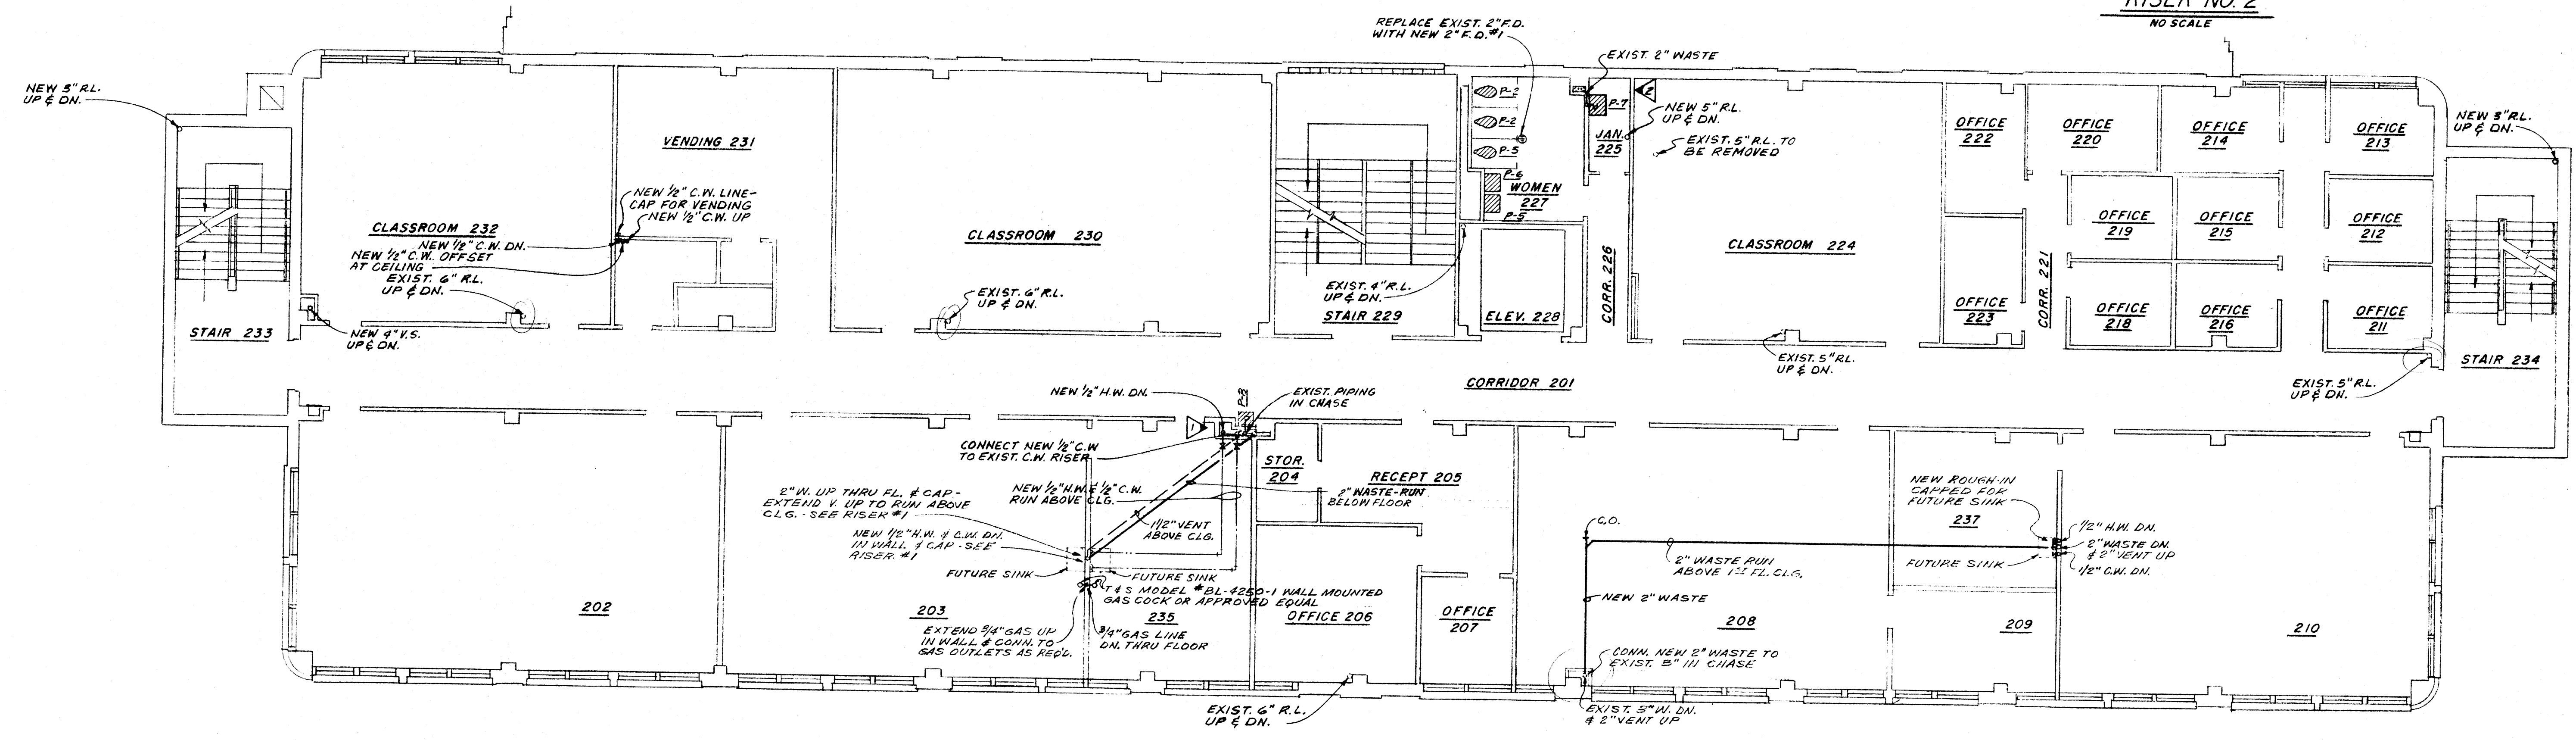 RISER NO. 2
NO SCALE
REPLACE EXIST. 2" F.D.
WITH NEW 2" F.D. #1
EXIST. 2" WASTE
NEW 3" R.L.
UP & DN.
P-2
P-2
P-5
P-6
P-5
WOMEN
227
P-7
2
JAN.
225
NEW 5" R.L.
UP & DN.
EXIST. 5" R.L. TO
BE REMOVED
VENDING 231
OFFICE
222
OFFICE
220
OFFICE
214
OFFICE
213
NEW 3" R.L.
UP & DN.
NEW 1/2" C.W. LINE-
CAP FOR VENDING
NEW 1/2" C.W. UP
CLASSROOM 232
NEW 1/2" C.W. DN.
NEW 1/2" C.W. OFFSET
AT CEILING
EXIST. 6" R.L.
UP & DN.
CLASSROOM 230
CLASSROOM 224
OFFICE
219
OFFICE
215
OFFICE
212
EXIST. 6" R.L.
UP & DN.
EXIST. 4" R.L.
UP & DN.
STAIR 229
ELEV. 228
CORR. 226
OFFICE
223
CORR. 221
OFFICE
218
OFFICE
216
OFFICE
211
STAIR 233
NEW 4" V.S.
UP & DN.
EXIST. 5" R.L.
UP & DN.
STAIR 234
EXIST. 5" R.L.
UP & DN.
CORRIDOR 201
NEW 1/2" H.W. DN.
P-8
EXIST. PIPING
IN CHASE
1
CONNECT NEW 1/2" C.W
TO EXIST. C.W. RISER
STOR.
204
RECEPT 205
2" W. UP THRU FL. & CAP-
EXTEND V. UP TO RUN ABOVE
CLG. - SEE RISER #1
NEW 1/2" H.W. & 1/2" C.W.
RUN ABOVE CLG.
2" WASTE-RUN
BELOW FLOOR
NEW ROUGH-IN
CAPPED FOR
FUTURE SINK
237
NEW 1/2" H.W. & C.W. DN.
IN WALL & CAP - SEE
RISER #1
1 1/2" VENT
ABOVE CLG.
C.O.
1/2" H.W. DN.
2" WASTE DN.
& 2" VENT UP
1/2" C.W. DN.
FUTURE SINK
FUTURE SINK
2" WASTE RUN
ABOVE 1ST FL. CLG.
FUTURE SINK
T & S MODEL #BL-4250-1 WALL MOUNTED
GAS COCK OR APPROVED EQUAL
NEW 2" WASTE
202
203
235
OFFICE 206
OFFICE
207
208
209
210
EXTEND 3/4" GAS UP
IN WALL & CONN. TO
GAS OUTLETS AS REQ'D.
3/4" GAS LINE
DN. THRU FLOOR
CONN. NEW 2" WASTE TO
EXIST. 3" IN CHASE
EXIST. 6" R.L.
UP & DN.
EXIST. 3" W. DN.
& 2" VENT UP